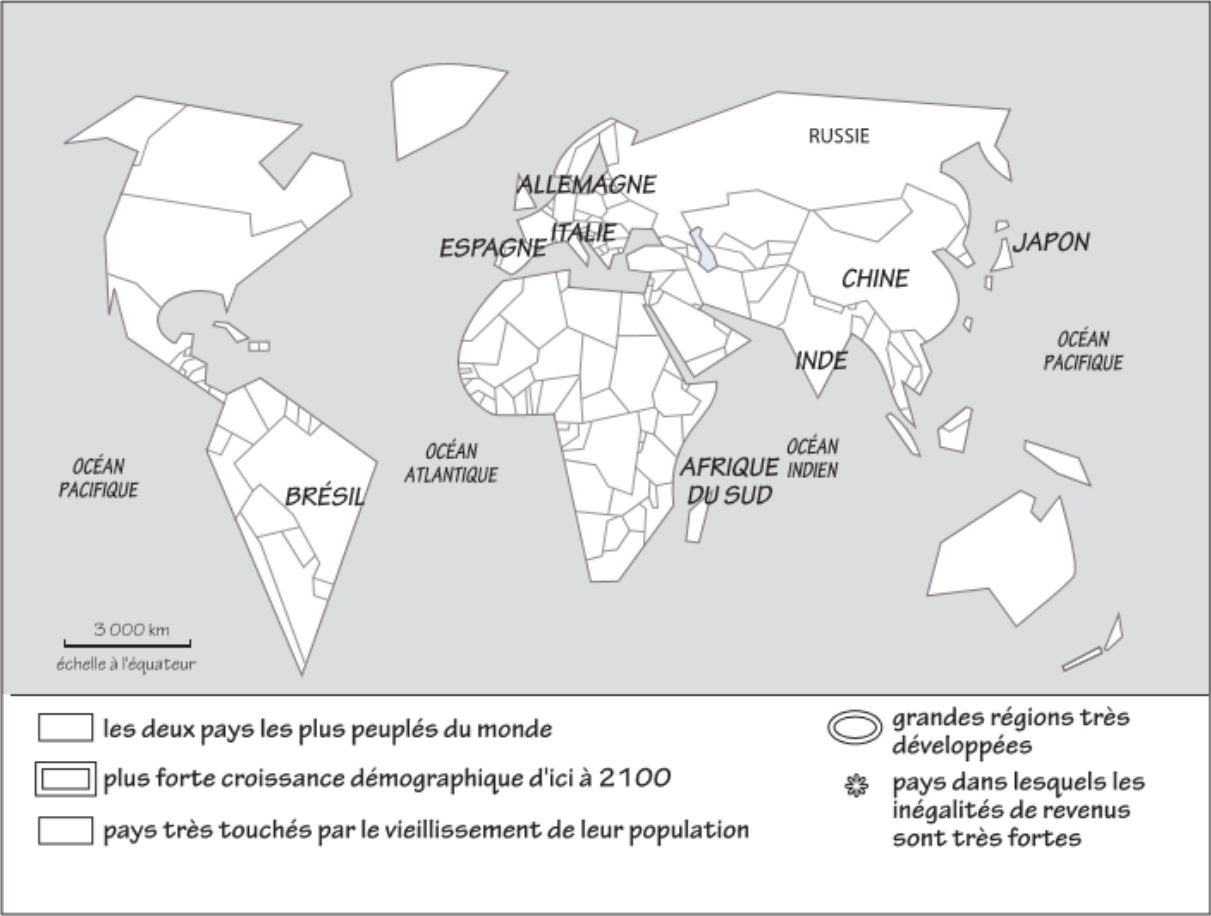 RUSSIE
ALLEMAGNE
ITALIE
ESPAGNE
JAPON
CHINE
INDE
OCÉAN
PACIFIQUE
OCÉAN
ATLANTIQUE
OCÉAN
INDIEN
OCÉAN
PACIFIQUE
AFRIQUE
DU SUD
BRÉSIL
3 000 km
échelle à l'équateur
les deux pays les plus peuplés du monde
plus forte croissance démographique d'ici à 2100
pays très touchés par le vieillissement de leur population
grandes régions très
développées
pays dans lesquels les
inégalités de revenus
sont très fortes